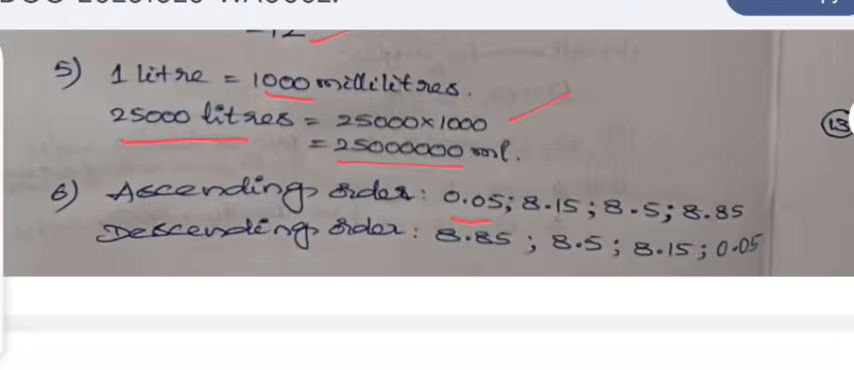 5) 1 litre = 1000 millilitres.
25000 litres = 25000×1000
= 25000000 ml.
13
6) Ascending order: 0.05; 8.15; 8.5; 8.85
Descending order: 8.85 ; 8.5 ; 8.15 ; 0.05